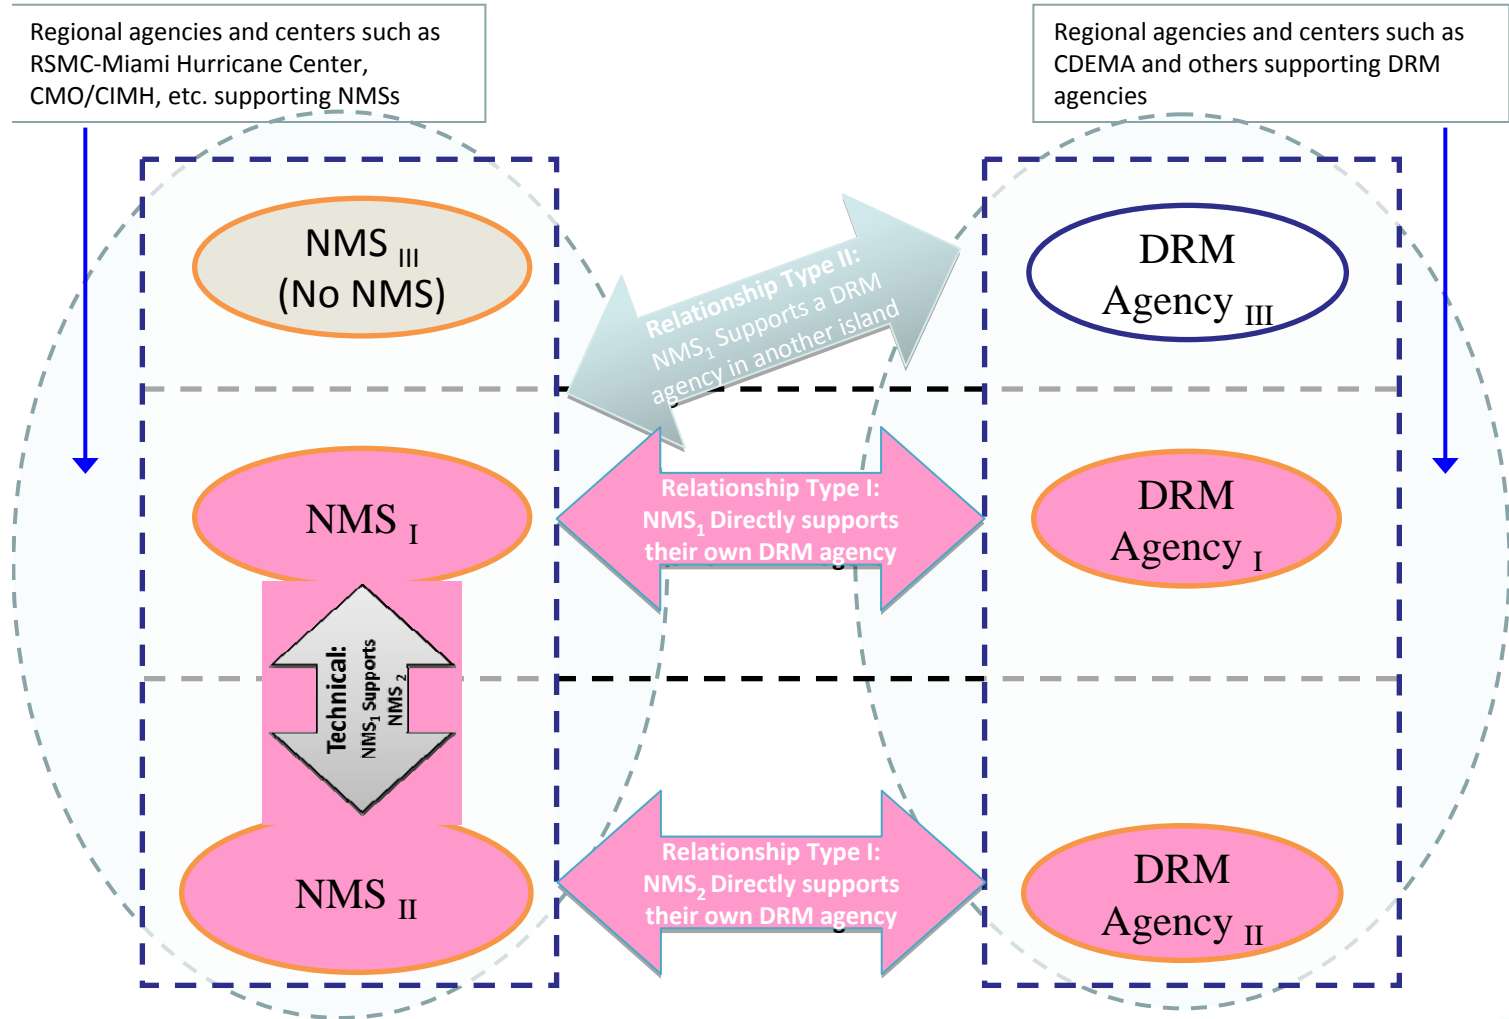 Regional agencies and centers such as
RSMC-Miami Hurricane Center,
CMO/CIMH, etc. supporting NMSs
Regional agencies and centers such as
CDEMA and others supporting DRM
agencies
NMS III
(No NMS)
Relationship Type II:
NMS1 Supports a DRM
agency in another island
DRM
Agency III
NMS I
Relationship Type I:
NMS1 Directly supports
their own DRM agency
DRM
Agency I
Technical:
NMS1 Supports
NMS 2
NMS II
Relationship Type I:
NMS2 Directly supports
their own DRM agency
DRM
Agency II